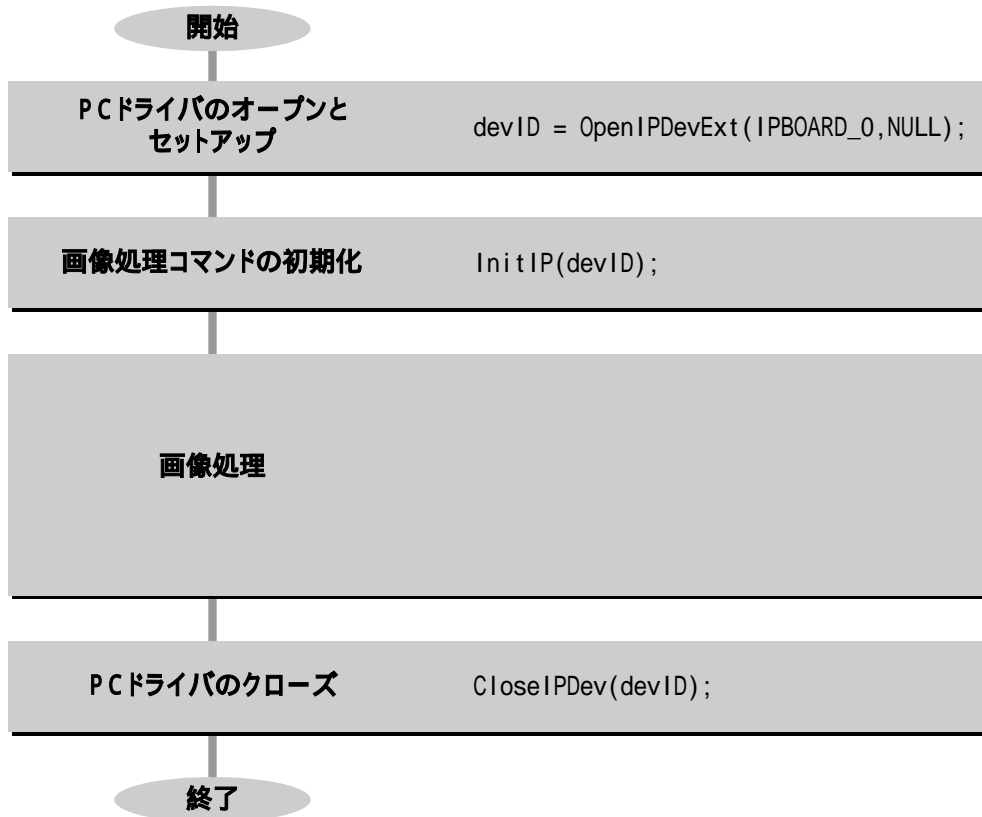 開始
PCドライバのオープンと
セットアップ
devID = OpenIPDevExt(IPBOARD_0,NULL);
画像処理コマンドの初期化
InitIP(devID);
画像処理
PCドライバのクローズ
CloseIPDev(devID);
終了